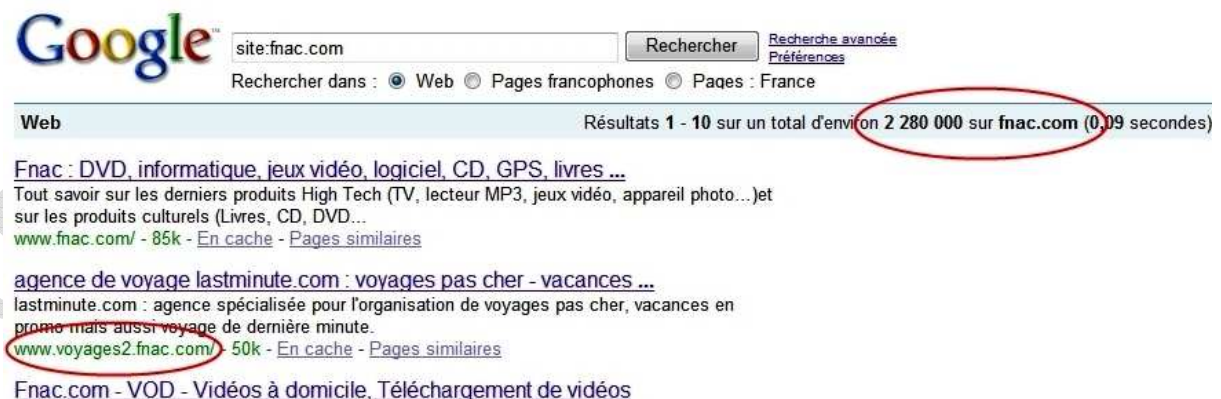 Google™ site:fnac.com Rechercher Recherche avancée
Préférences
Rechercher dans : Web Pages francophones Pages : France
Web Résultats 1 - 10 sur un total d'environ 2 280 000 sur fnac.com (0,09 secondes)
Fnac : DVD, informatique, jeux vidéo, logiciel, CD, GPS, livres ...
Tout savoir sur les derniers produits High Tech (TV, lecteur MP3, jeux vidéo, appareil photo...)et
sur les produits culturels (Livres, CD, DVD...
www.fnac.com/ - 85k - En cache - Pages similaires
agence de voyage lastminute.com : voyages pas cher - vacances ...
lastminute.com : agence spécialisée pour l'organisation de voyages pas cher, vacances en
promo mais aussi voyage de dernière minute.
www.voyages2.fnac.com/ - 50k - En cache - Pages similaires
Fnac.com - VOD - Vidéos à domicile, Téléchargement de vidéos